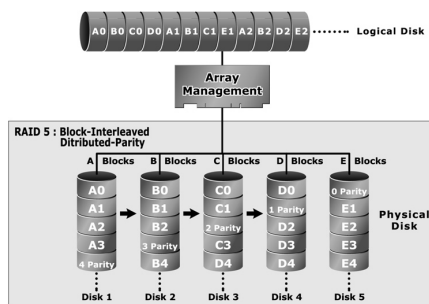 A0 B0 C0 D0 A1 B1 C1 E1 A2 B2 D2 E2 Logical Disk
Array
Management
RAID 5 : Block-Interleaved
Ditributed-Parity
A Blocks B Blocks C Blocks D Blocks E Blocks
A0 B0 C0 D0 0 Parity
A1 B1 C1 1 Parity E1
A2 B2 2 Parity D2 E2
A3 3 Parity C3 D3 E3
4 Parity B4 D4 D4 E4
Physical
Disk
Disk 1 Disk 2 Disk 3 Disk 4 Disk 5